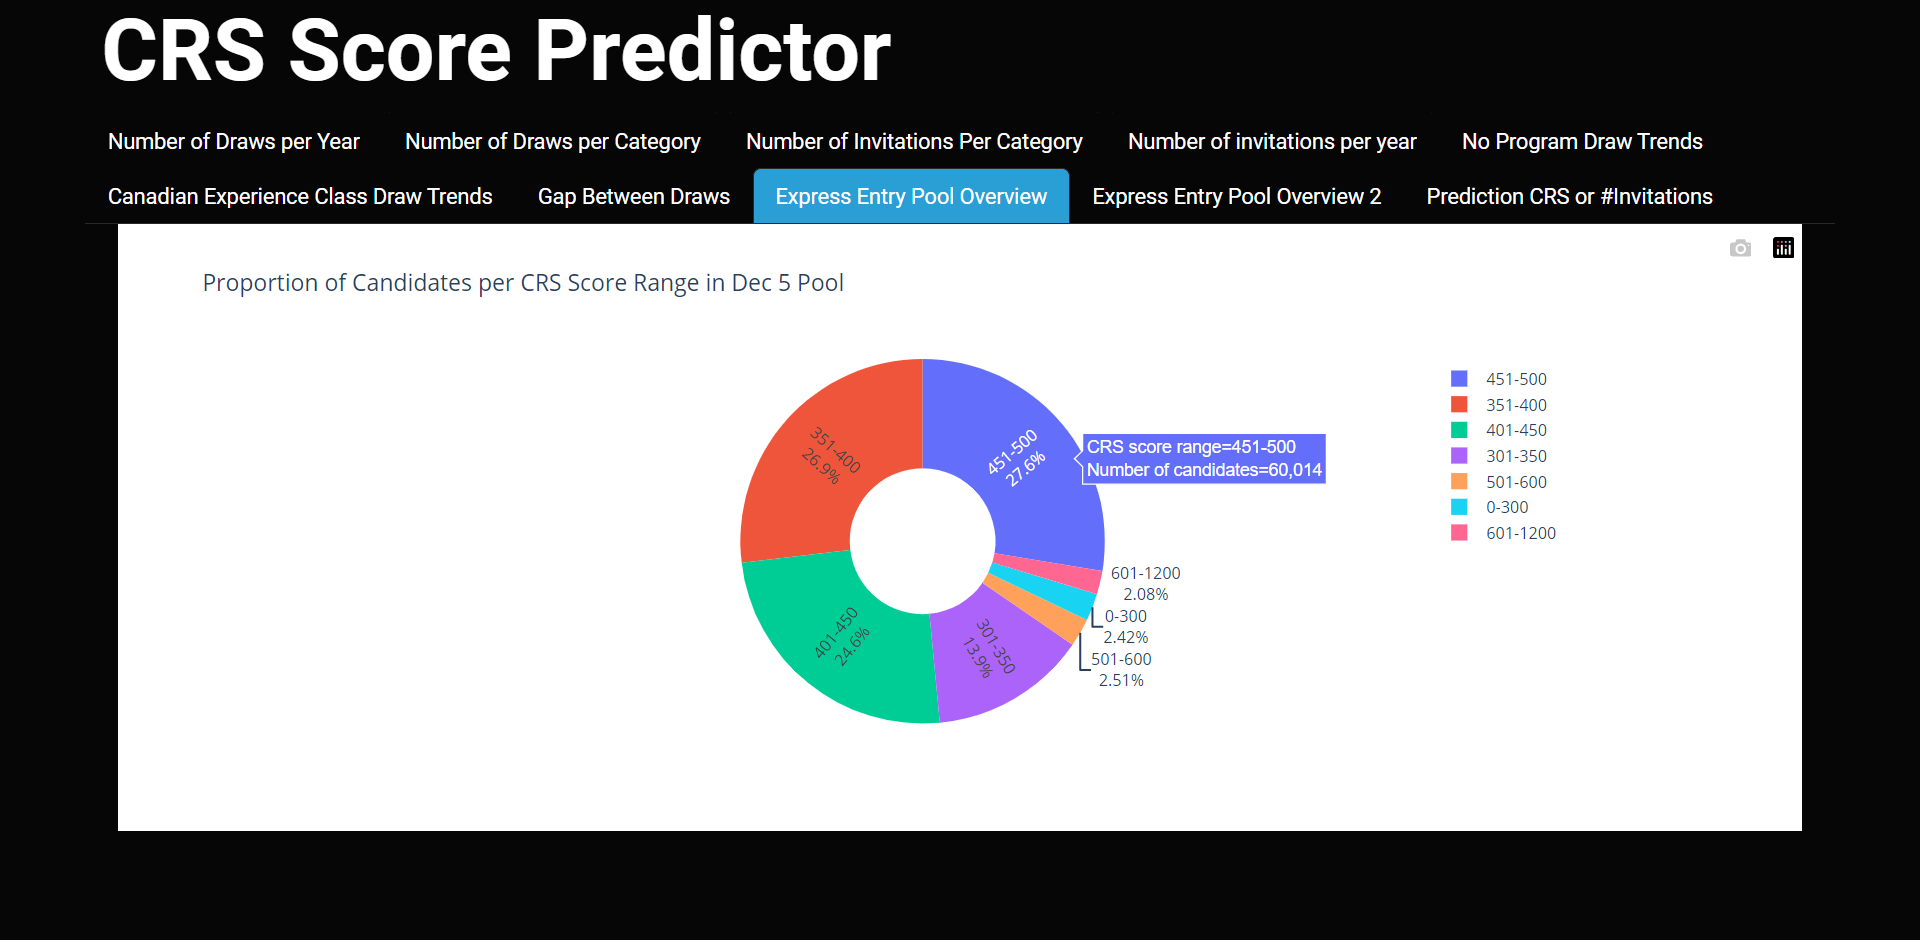 CRS Score Predictor
Number of Draws per Year
Number of Draws per Category
Number of Invitations Per Category
Number of invitations per year
No Program Draw Trends
Canadian Experience Class Draw Trends
Gap Between Draws
Express Entry Pool Overview
Express Entry Pool Overview 2
Prediction CRS or #Invitations
Proportion of Candidates per CRS Score Range in Dec 5 Pool
351-400
26.9%
451-500
27.6%
CRS score range=451-500
Number of candidates=60,014
601-1200
2.08%
0-300
2.42%
501-600
2.51%
301-350
13.9%
401-450
24.6%
451-500
351-400
401-450
301-350
501-600
0-300
601-1200